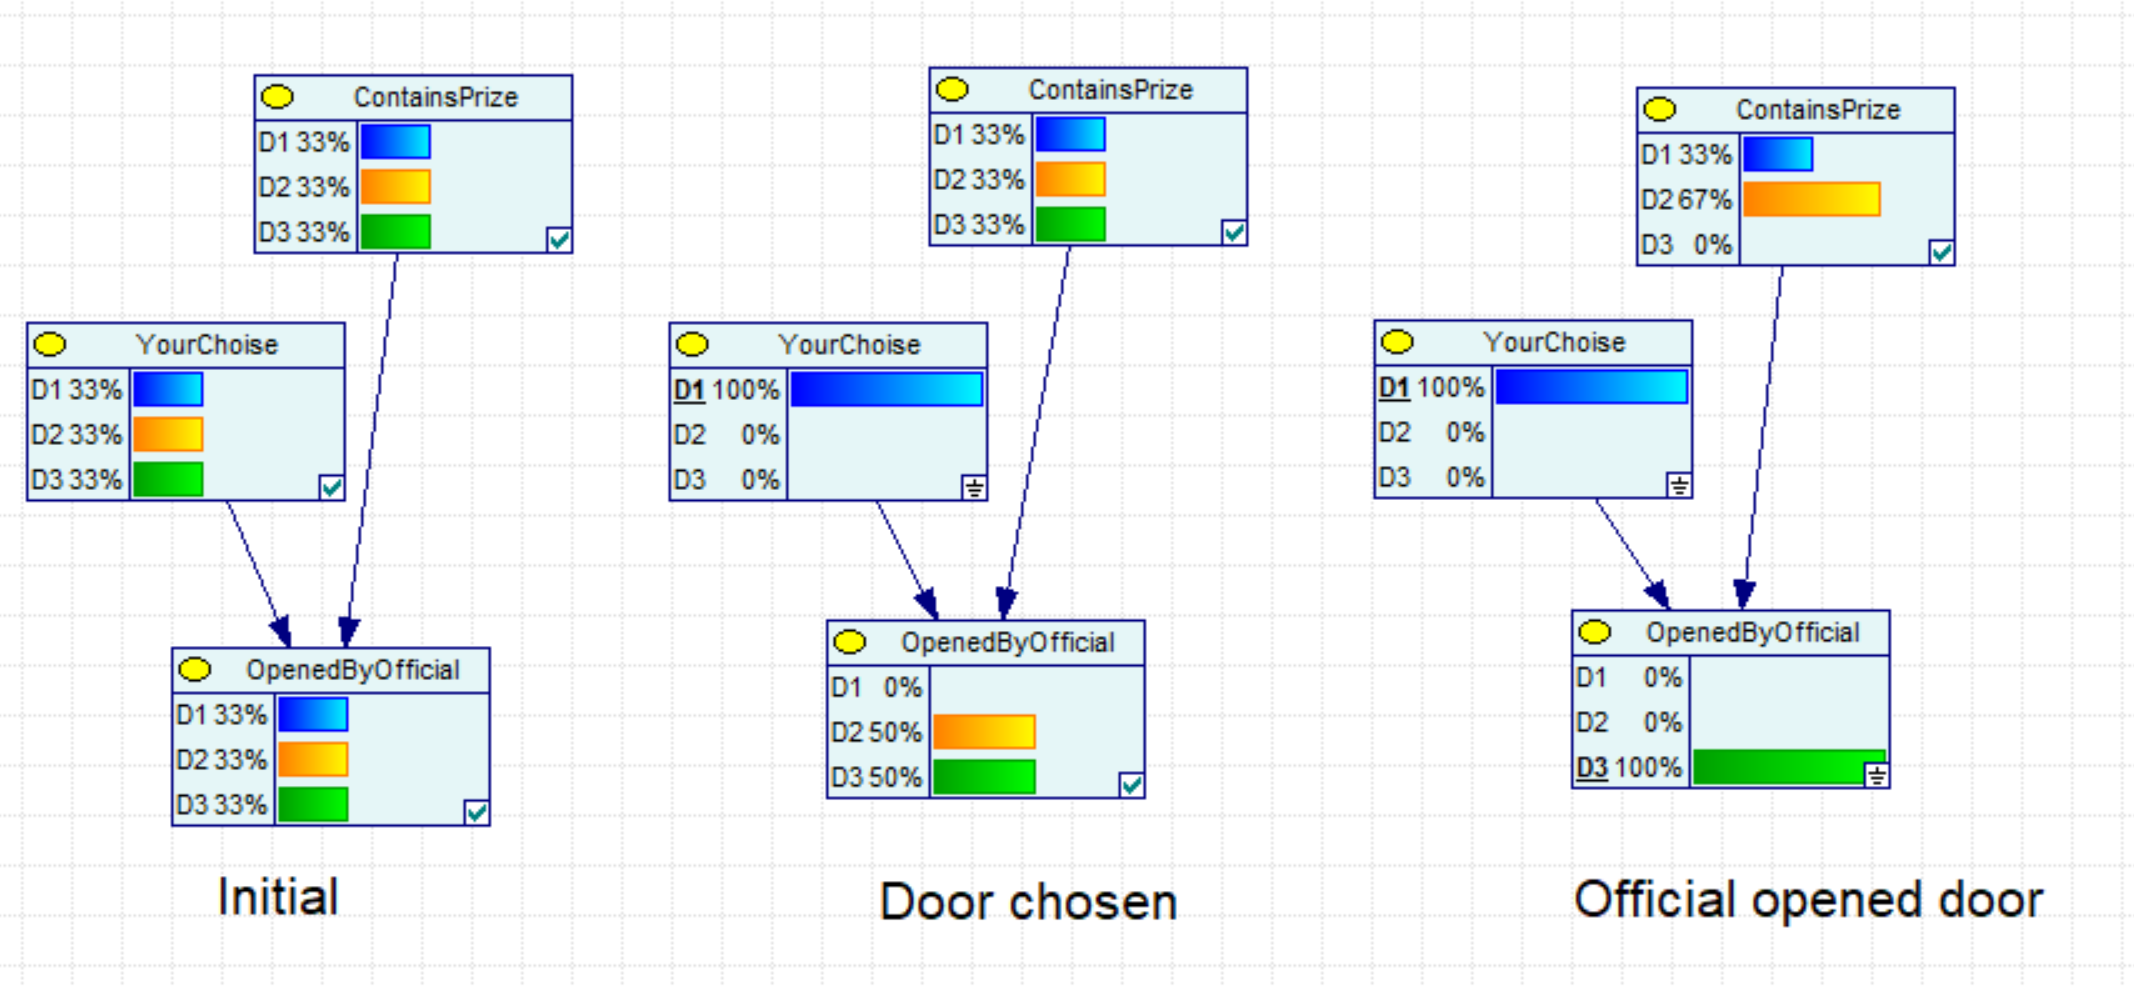 ContainsPrize
D1 33%
D2 33%
D3 33%
YourChoise
D1 33%
D2 33%
D3 33%
OpenedByOfficial
D1 33%
D2 33%
D3 33%
Initial
ContainsPrize
D1 33%
D2 33%
D3 33%
YourChoise
D1 100%
D2 0%
D3 0%
OpenedByOfficial
D1 0%
D2 50%
D3 50%
Door chosen
ContainsPrize
D1 33%
D2 67%
D3 0%
YourChoise
D1 100%
D2 0%
D3 0%
OpenedByOfficial
D1 0%
D2 0%
D3 100%
Official opened door